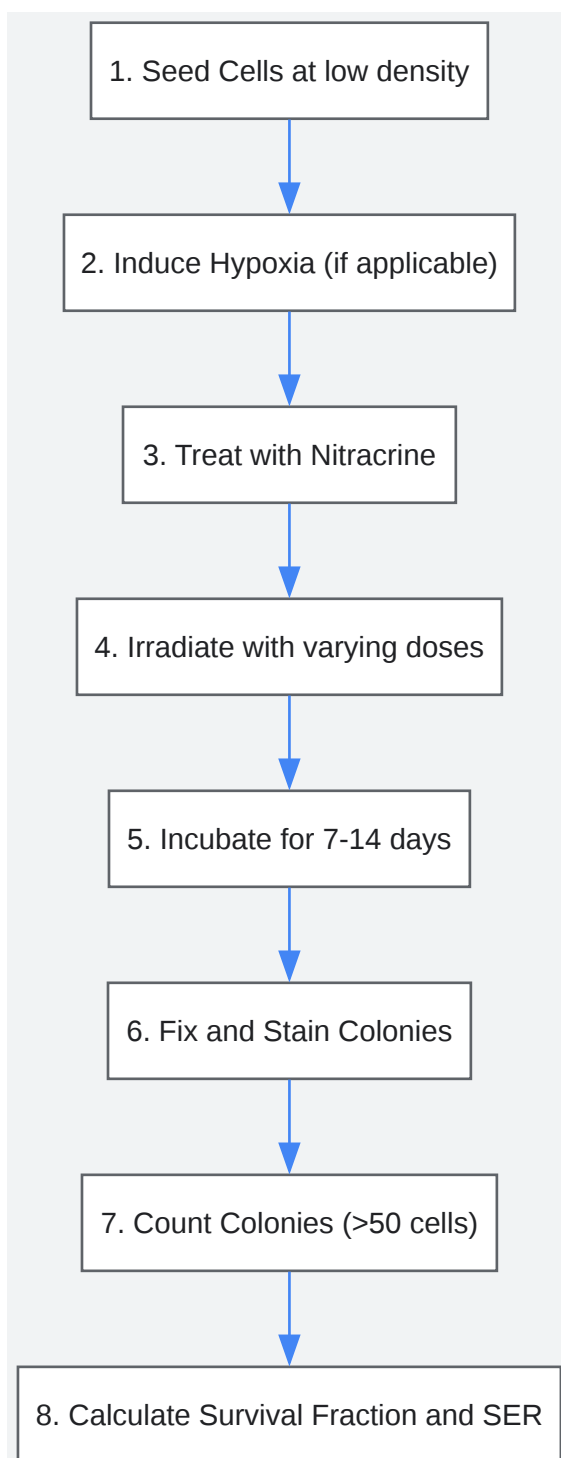 1. Seed Cells at low density
2. Induce Hypoxia (if applicable)
3. Treat with Nitracrine
4. Irradiate with varying doses
5. Incubate for 7-14 days
6. Fix and Stain Colonies
7. Count Colonies (>50 cells)
8. Calculate Survival Fraction and SER